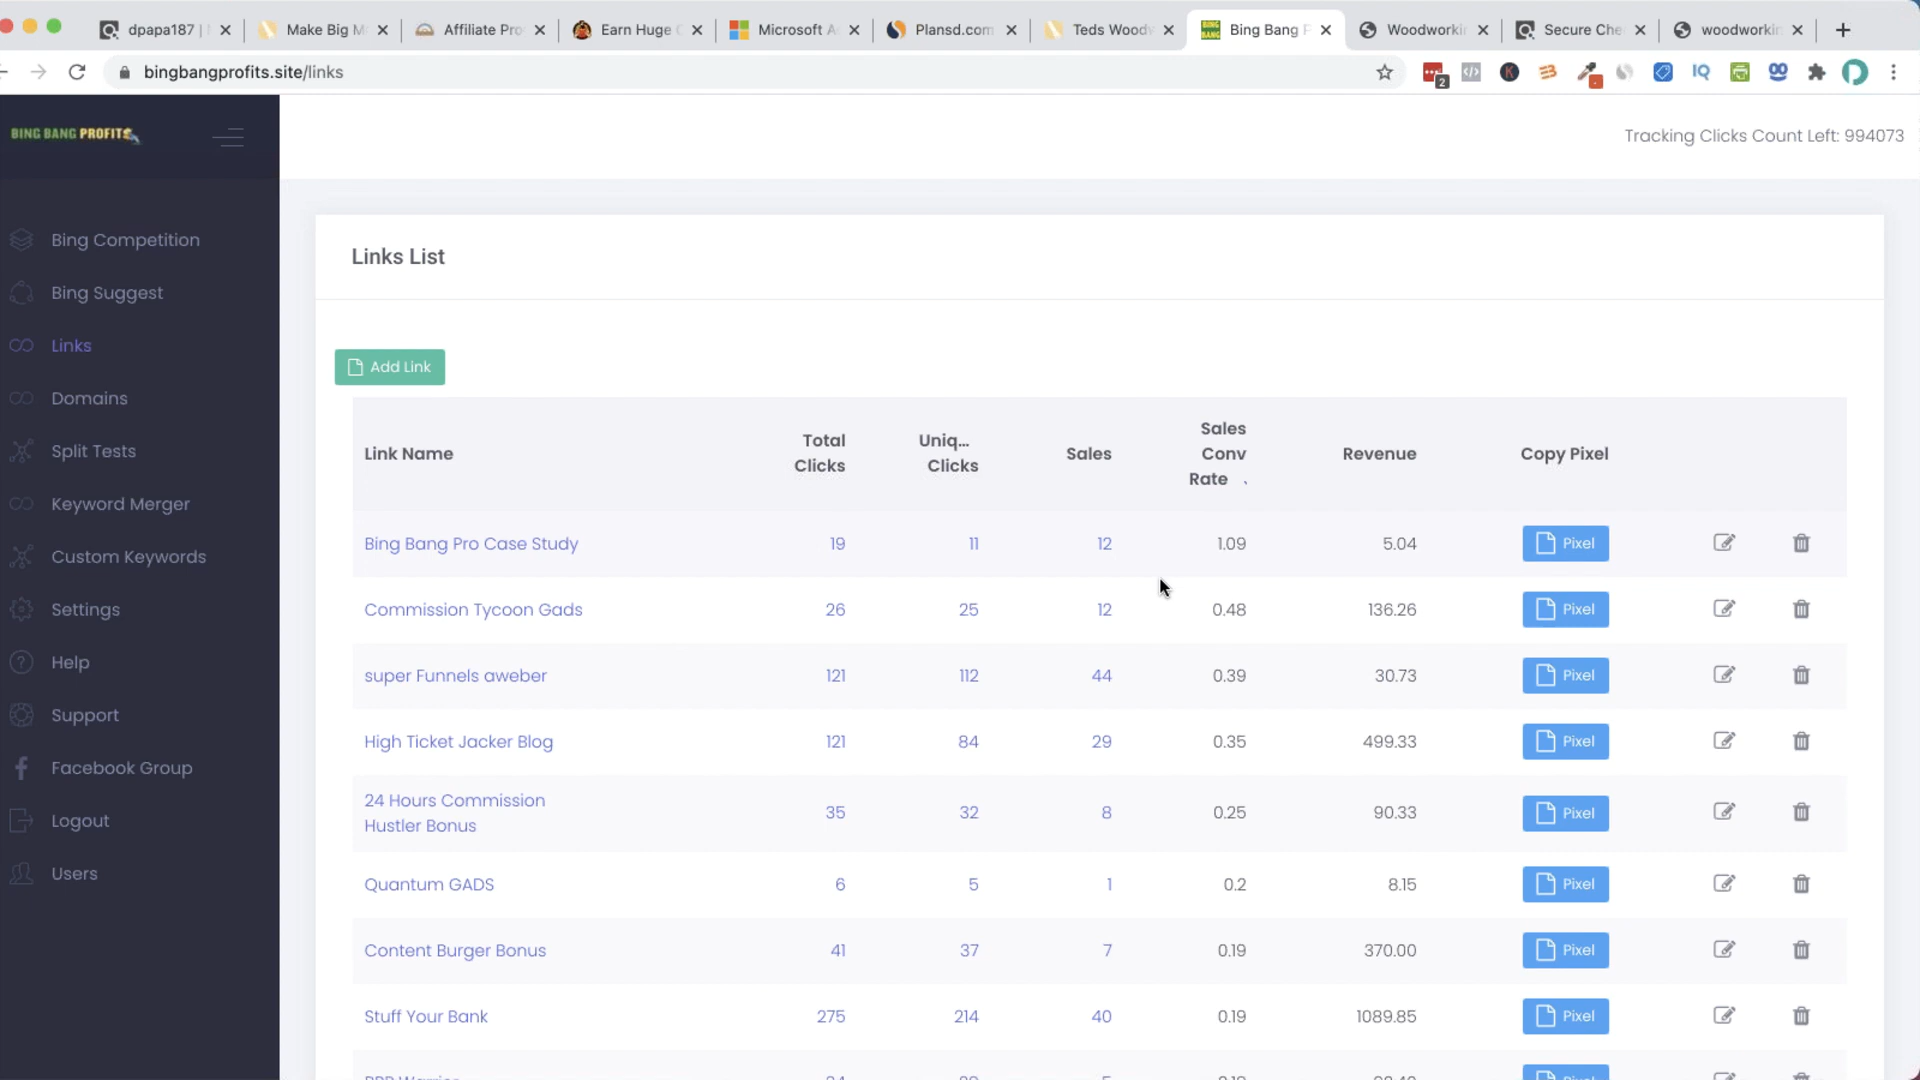 dpapa187 |
Make Big M
Affiliate Pro
Earn Huge
Microsoft A
Plansd.com
Teds Woodw
Bing Bang P
Woodworki
Secure Che
woodworkin
bingbangprofits.site/links
2
IQ
BING BANG PROFITS
Tracking Clicks Count Left: 994073
Bing Competition
Bing Suggest
Links
Domains
Split Tests
Keyword Merger
Custom Keywords
Settings
Help
Support
Facebook Group
Logout
Users
Links List
Add Link
Link Name Total Clicks Uniq... Clicks Sales Sales Conv Rate Revenue Copy Pixel
Bing Bang Pro Case Study 19 11 12 1.09 5.04 Pixel
Commission Tycoon Gads 26 25 12 0.48 136.26 Pixel
super Funnels aweber 121 112 44 0.39 30.73 Pixel
High Ticket Jacker Blog 121 84 29 0.35 499.33 Pixel
24 Hours Commission
Hustler Bonus 35 32 8 0.25 90.33 Pixel
Quantum GADS 6 5 1 0.2 8.15 Pixel
Content Burger Bonus 41 37 7 0.19 370.00 Pixel
Stuff Your Bank 275 214 40 0.19 1089.85 Pixel